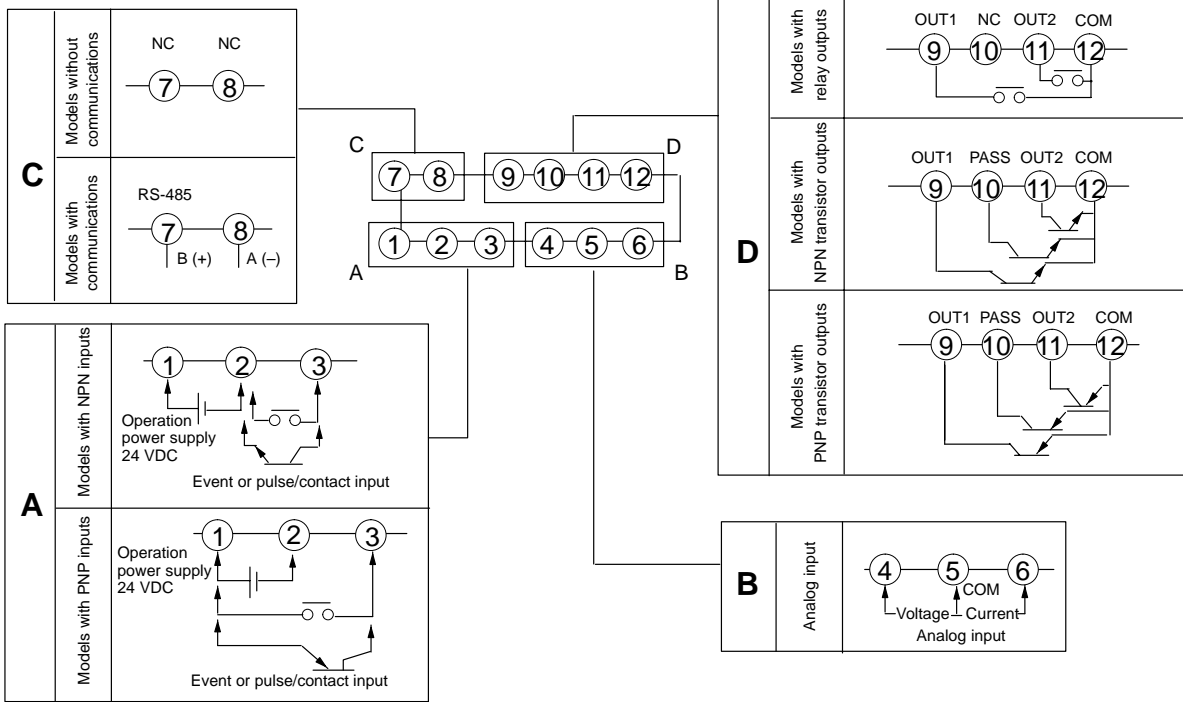 C
Models without
communications
NC NC
7 8
Models with
communications
RS-485
7 8
B (+) A (–)
C D
7 8 9 10 11 12
1 2 3 4 5 6
A B
A
Models with NPN inputs
1 2 3
Operation
power supply
24 VDC
Event or pulse/contact input
Models with PNP inputs
1 2 3
Operation
power supply
24 VDC
Event or pulse/contact input
D
Models with
relay outputs
OUT1 NC OUT2 COM
9 10 11 12
Models with
NPN transistor outputs
OUT1 PASS OUT2 COM
9 10 11 12
Models with
PNP transistor outputs
OUT1 PASS OUT2 COM
9 10 11 12
B
Analog input
4 5 6
COM
Voltage Current
Analog input